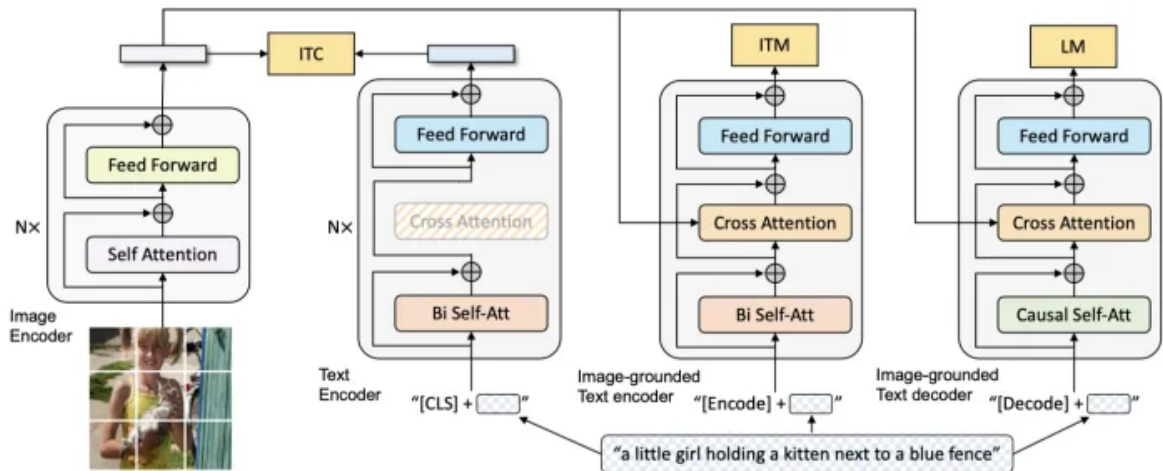 ITC
ITM
LM
Feed Forward
Self Attention
N×
Image
Encoder
Feed Forward
Cross Attention
Bi Self-Att
N×
Text
Encoder
"[CLS] + "
Feed Forward
Cross Attention
Bi Self-Att
Image-grounded
Text encoder
"[Encode] + "
Feed Forward
Cross Attention
Causal Self-Att
Image-grounded
Text decoder
"[Decode] + "
"a little girl holding a kitten next to a blue fence"